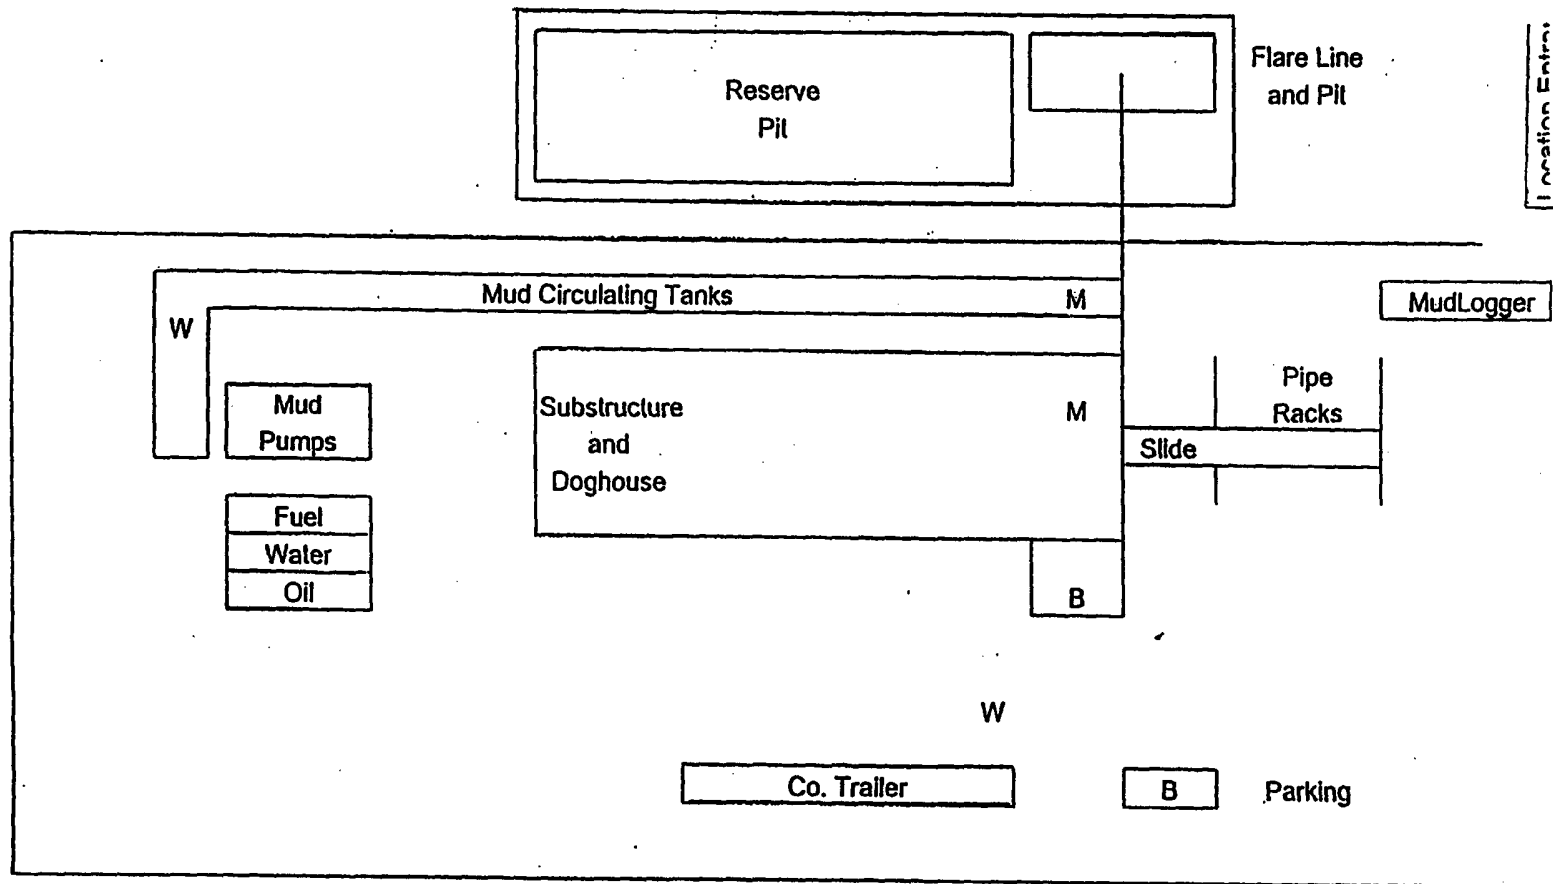 Flare Line
and Pit
Reserve
Pit
Location
Mud Circulating Tanks
M
MudLogger
W
Pipe
Racks
Mud
Pumps
Substructure
and
Doghouse
M
Slide
Fuel
Water
Oil
B
W
Co. Trailer
B
Parking